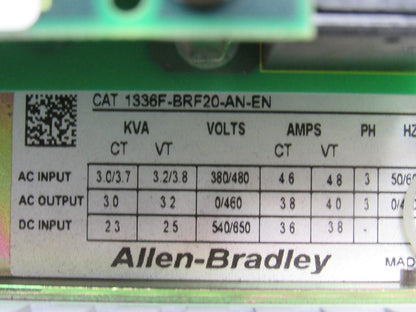 CAT 1336F-BRF20-AN-EN
KVA VOLTS AMPS PH HZ
CT VT CT VT
AC INPUT 3.0/3.7 3.2/3.8 380/480 4.6 4.8 3
AC OUTPUT 3.0 3.2 0/460 3.8 4.0 3
DC INPUT 2.3 2.5 540/650 3.6 3.8 -
Allen-Bradley